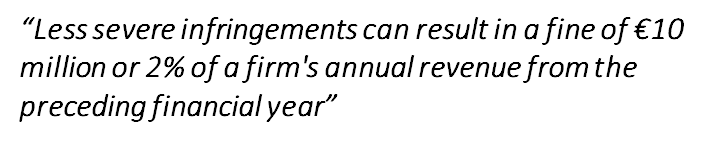 “Less severe infringements can result in a fine of €10
million or 2% of a firm's annual revenue from the
preceding financial year”